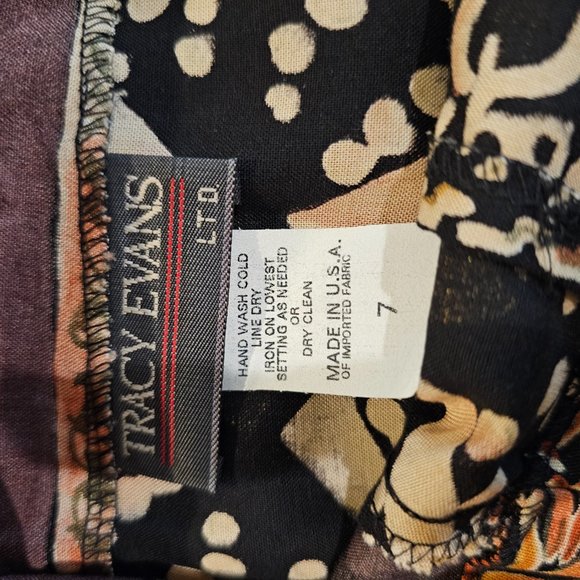 TRACY EVANS
LTD
HAND WASH COLD
LINE DRY
IRON ON LOWEST
SETTING AS NEEDED
OR
DRY CLEAN
MADE IN U.S.A.
OF IMPORTED FABRIC
7